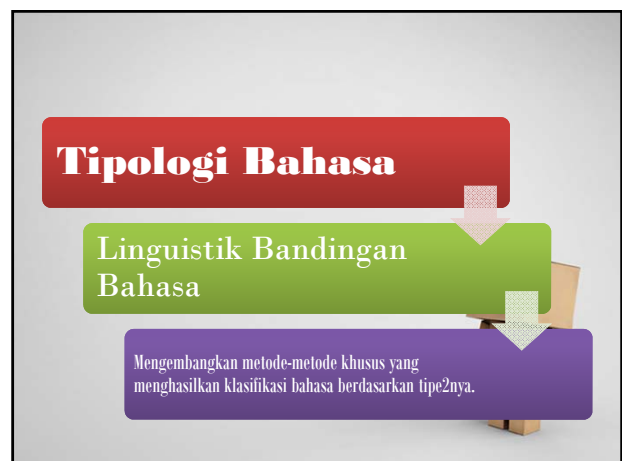 Tipologi Bahasa
Linguistik Bandingan
Bahasa
Mengembangkan metode-metode khusus yang
menghasilkan klasifikasi bahasa berdasarkan tipe2nya.